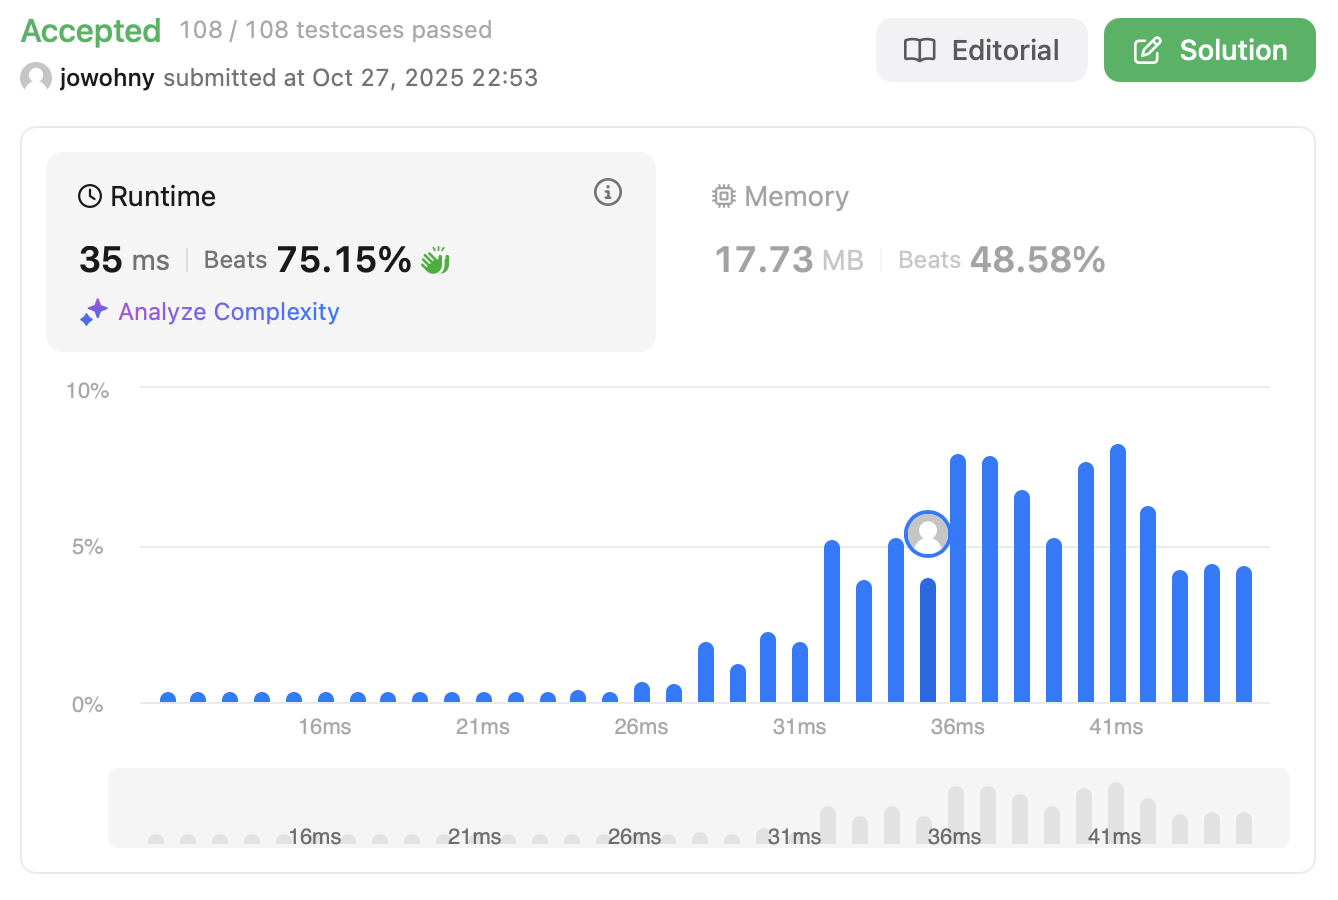 Accepted 108 / 108 testcases passed
jowohny submitted at Oct 27, 2025 22:53
Editorial
Solution
Runtime
35 ms Beats 75.15%
Analyze Complexity
Memory
17.73 MB Beats 48.58%
10%
5%
0%
16ms 21ms 26ms 31ms 36ms 41ms
16ms 21ms 26ms 31ms 36ms 41ms